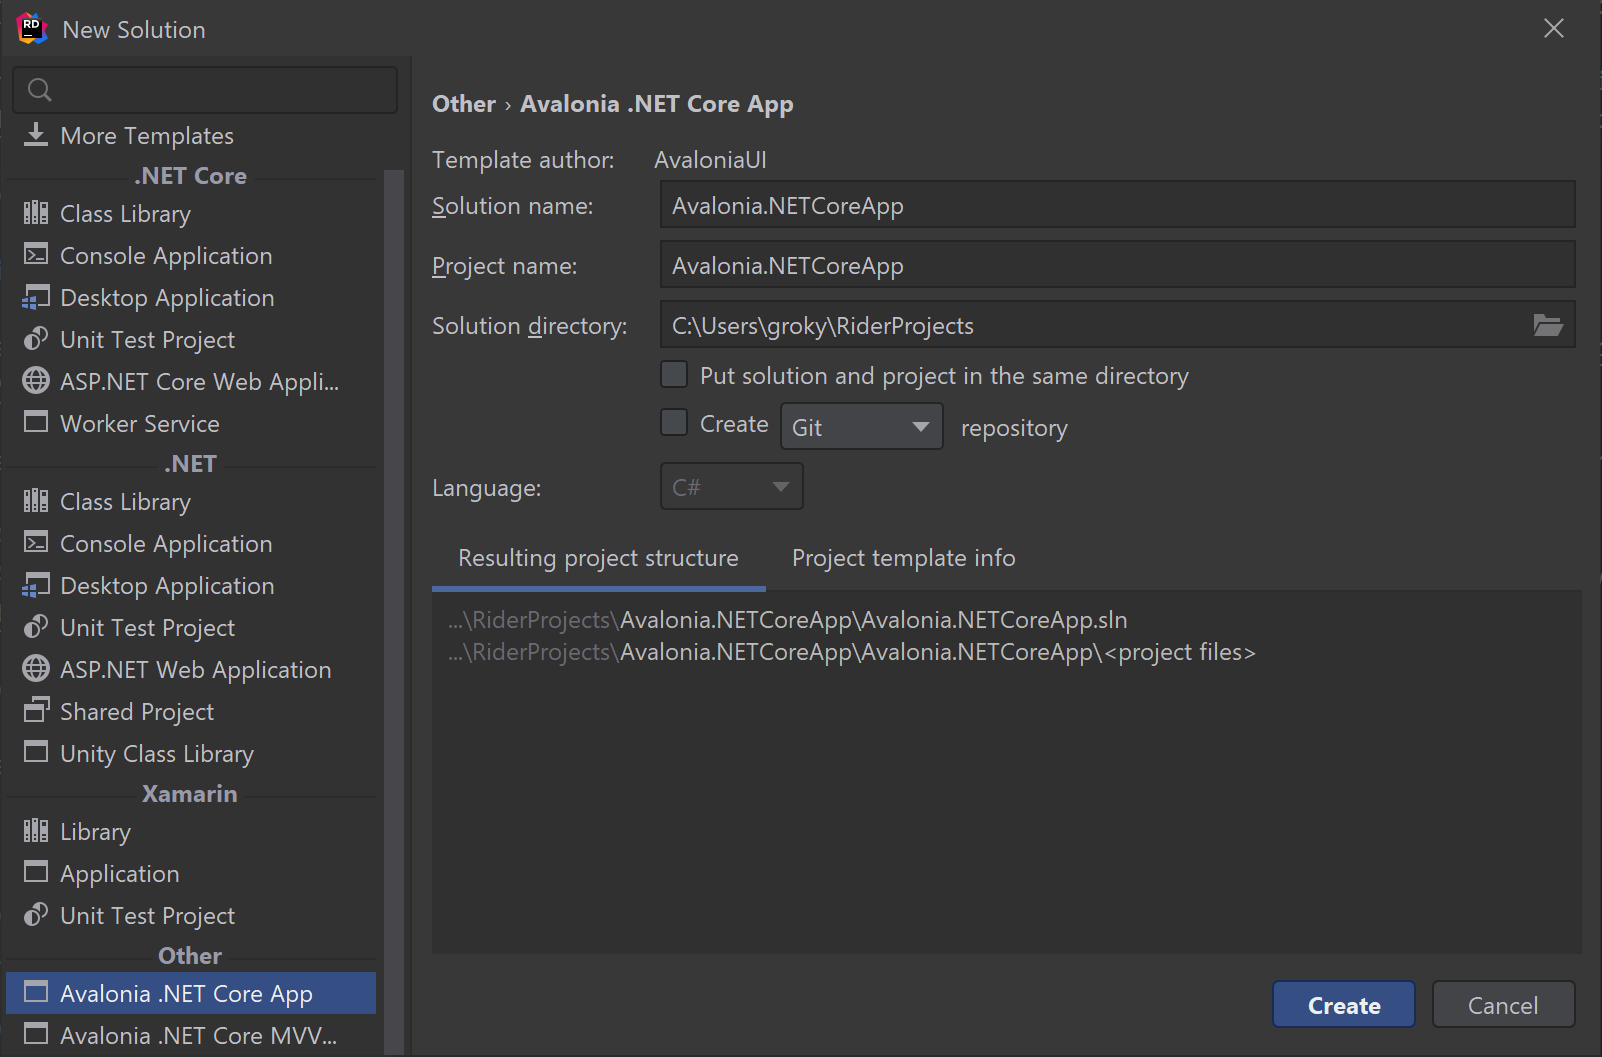 RD
New Solution
More Templates
.NET Core
Class Library
Console Application
Desktop Application
Unit Test Project
ASP.NET Core Web Appli...
Worker Service
.NET
Class Library
Console Application
Desktop Application
Unit Test Project
ASP.NET Web Application
Shared Project
Unity Class Library
Xamarin
Library
Application
Unit Test Project
Other
Avalonia .NET Core App
Avalonia .NET Core MVV...
Other › Avalonia .NET Core App
Template author: AvaloniaUI
Solution name: Avalonia.NETCoreApp
Project name: Avalonia.NETCoreApp
Solution directory: C:\Users\groky\RiderProjects
Put solution and project in the same directory
Create Git repository
Language: C#
Resulting project structure Project template info
...\RiderProjects\Avalonia.NETCoreApp\Avalonia.NETCoreApp.sln
...\RiderProjects\Avalonia.NETCoreApp\Avalonia.NETCoreApp\<project files>
Create Cancel